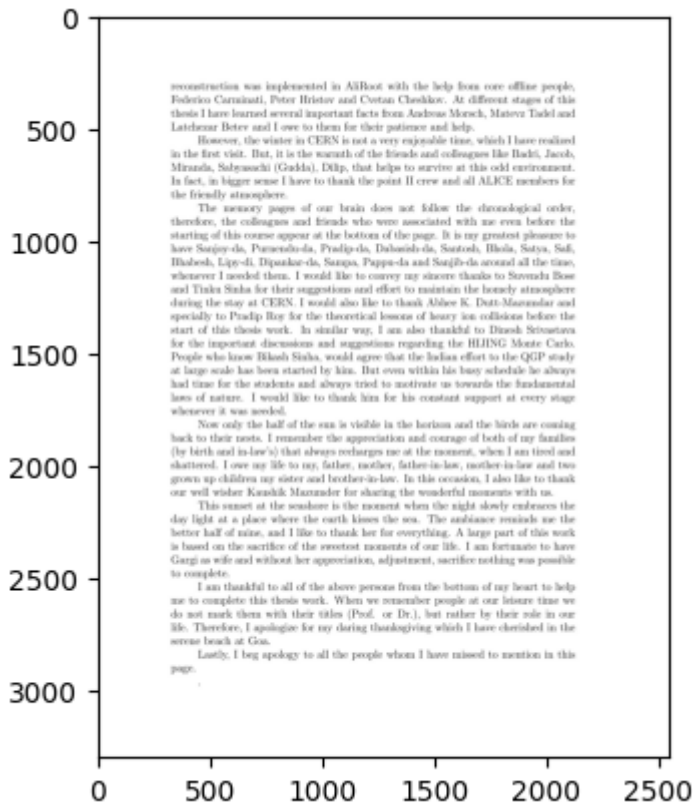 0
500
1000
1500
2000
2500
3000
reconstruction was implemented in AliRoot with the help from core offline people,
Federico Carminati, Peter Hristov and Cvetan Cheshkov. At different stages of this
thesis I have learned several important facts from Andreas Morsch, Matevz Tadel and
Latchezar Betev and I owe to them for their patience and help.
However, the winter in CERN is not a very enjoyable time, which I have realized
in the first visit. But, it is the warmth of the friends and colleagues like Badri, Jacob,
Miranda, Sabyasachi (Gudda), Dilip, that helps to survive at this odd environment.
In fact, in bigger sense I have to thank the point II crew and all ALICE members for
the friendly atmosphere.
The memory pages of our brain does not follow the chronological order,
therefore, the colleagues and friends who were associated with me even before the
starting of this course appear at the bottom of the page. It is my greatest pleasure to
have Sanjoy-da, Purnendu-da, Pradip-da, Dabasish-da, Santosh, Bhola, Satya, Safi,
Bhabesh, Lipy-di, Dipankar-da, Sampa, Pappu-da and Sanjib-da around all the time,
whenever I needed them. I would like to convey my sincere thanks to Suvendu Bose
and Tinku Sinha for their suggestions and effort to maintain the homely atmosphere
during the stay at CERN. I would also like to thank Abhee K. Dutt-Mazumdar and
specially to Pradip Roy for the theoretical lessons of heavy ion collisions before the
start of this thesis work. In similar way, I am also thankful to Dinesh Srivastava
for the important discussions and suggestions regarding the HIJING Monte Carlo.
People who know Bikash Sinha, would agree that the Indian effort to the QGP study
at large scale has been started by him. But even within his busy schedule he always
had time for the students and always tried to motivate us towards the fundamental
laws of nature. I would like to thank him for his constant support at every stage
whenever it was needed.
Now only the half of the sun is visible in the horizon and the birds are coming
back to their nests. I remember the appreciation and courage of both of my families
(by birth and in-law's) that always recharges me at the moment, when I am tired and
shattered. I owe my life to my, father, mother, father-in-law, mother-in-law and two
grown up children my sister and brother-in-law. In this occasion, I also like to thank
our well wisher Kaushik Mazumder for sharing the wonderful moments with us.
This sunset at the seashore is the moment when the night slowly embraces the
day light at a place where the earth kisses the sea. The ambiance reminds me the
better half of mine, and I like to thank her for everything. A large part of this work
is based on the sacrifice of the sweetest moments of our life. I am fortunate to have
Gargi as wife and without her appreciation, adjustment, sacrifice nothing was possible
to complete.
I am thankful to all of the above persons from the bottom of my heart to help
me to complete this thesis work. When we remember people at our leisure time we
do not mark them with their titles (Prof. or Dr.), but rather by their role in our
life. Therefore, I apologize for my daring thanksgiving which I have cherished in the
serene beach at Goa.
Lastly, I beg apology to all the people whom I have missed to mention in this
page.
.
0 500 1000 1500 2000 2500